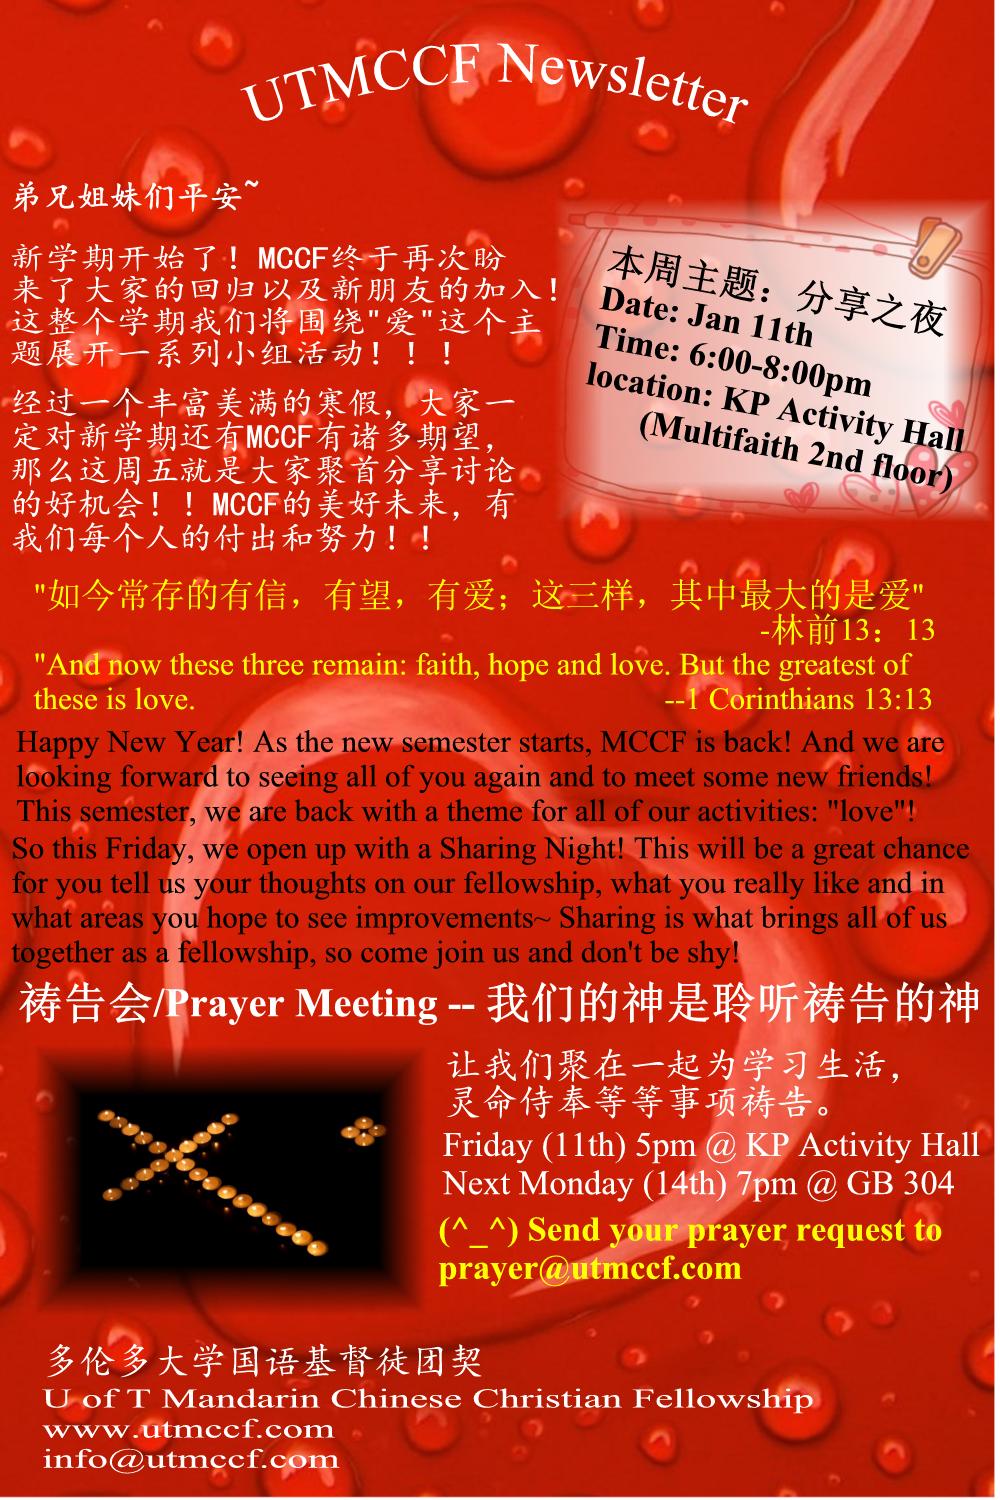 UTMCCF Newsletter
弟兄姐妹们平安~
新学期开始了！MCCF终于再次盼
来了大家的回归以及新朋友的加入！
这整个学期我们将围绕"爱"这个主
题展开一系列小组活动！！！
经过一个丰富美满的寒假，大家一
定对新学期还有MCCF有诸多期望，
那么这周五就是大家聚首分享讨论
的好机会！！MCCF的美好未来，有
我们每个人的付出和努力！！
本周主题：分享之夜
Date: Jan 11th
Time: 6:00-8:00pm
location: KP Activity Hall
(Multifaith 2nd floor)
"如今常存的有信，有望，有爱；这三样，其中最大的是爱"
-林前13：13
"And now these three remain: faith, hope and love. But the greatest of
these is love. --1 Corinthians 13:13
Happy New Year! As the new semester starts, MCCF is back! And we are
looking forward to seeing all of you again and to meet some new friends!
This semester, we are back with a theme for all of our activities: "love"!
So this Friday, we open up with a Sharing Night! This will be a great chance
for you tell us your thoughts on our fellowship, what you really like and in
what areas you hope to see improvements~ Sharing is what brings all of us
together as a fellowship, so come join us and don't be shy!
祷告会/Prayer Meeting -- 我们的神是聆听祷告的神
让我们聚在一起为学习生活，
灵命侍奉等等事项祷告。
Friday (11th) 5pm @ KP Activity Hall
Next Monday (14th) 7pm @ GB 304
(^_^) Send your prayer request to
prayer@utmccf.com
多伦多大学国语基督徒团契
U of T Mandarin Chinese Christian Fellowship
www.utmccf.com
info@utmccf.com